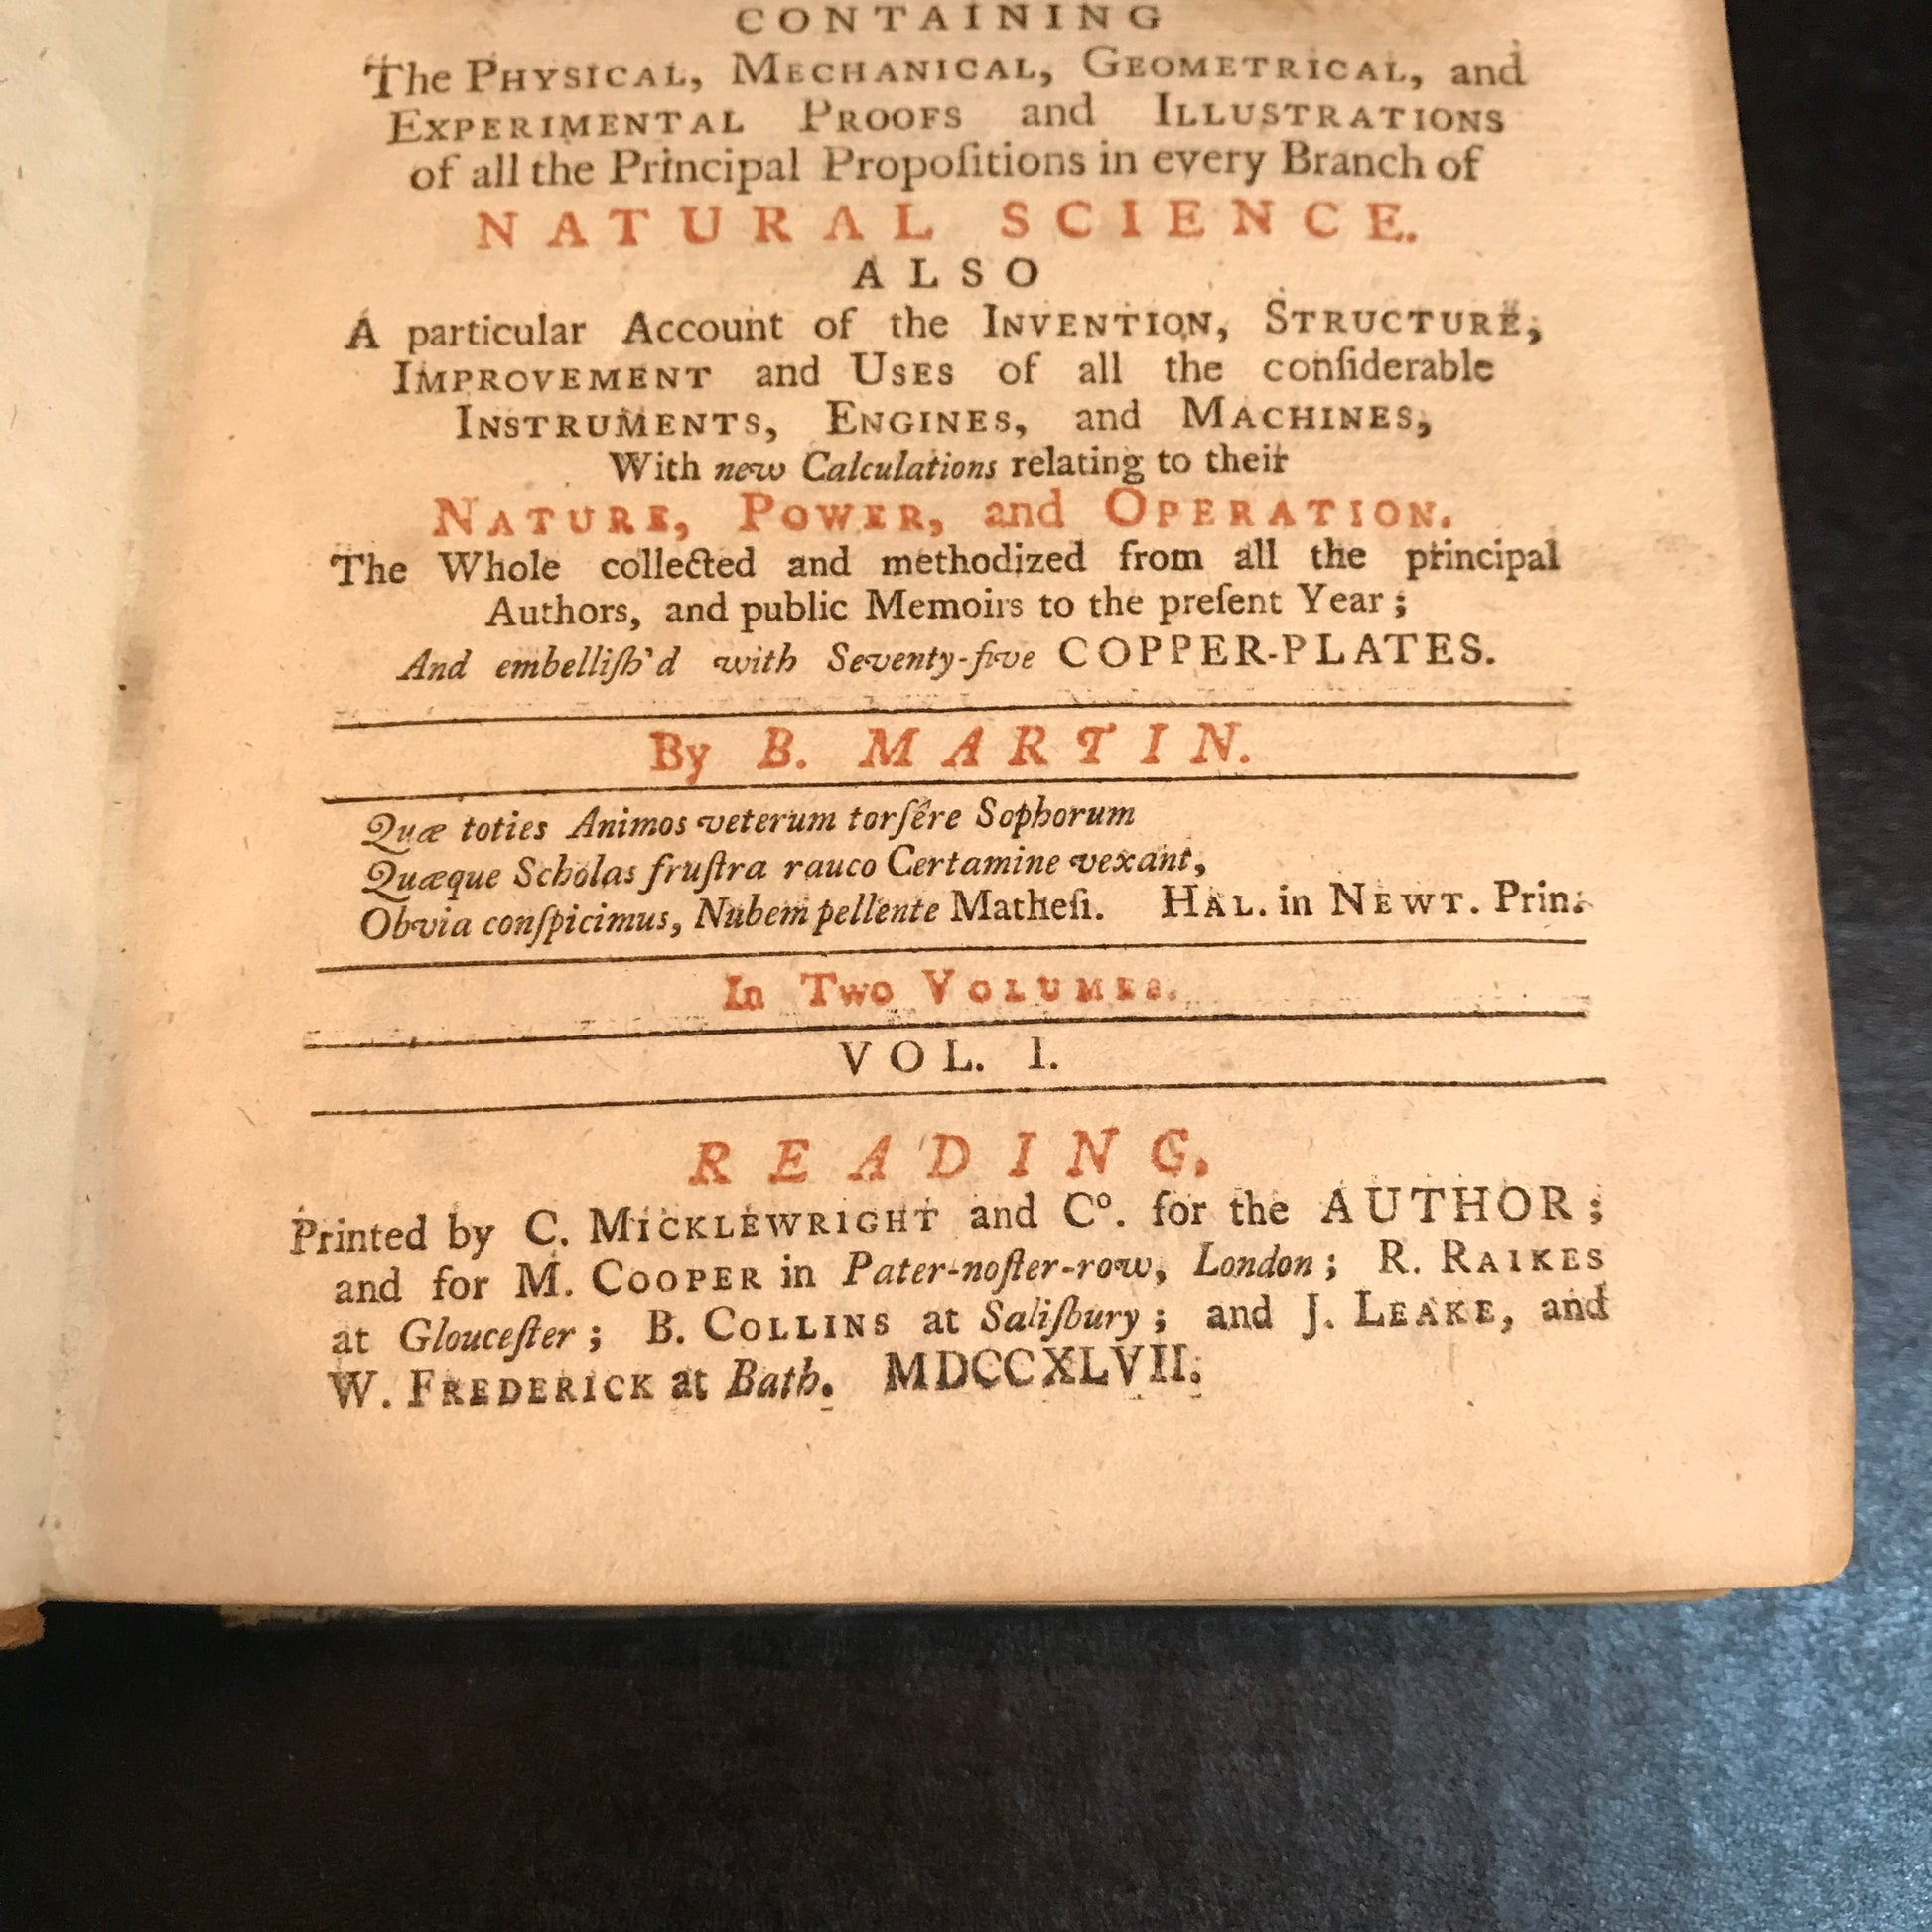 CONTAINING
The PHYSICAL, MECHANICAL, GEOMETRICAL, and
EXPERIMENTAL PROOFS and ILLUSTRATIONS
of all the Principal Propoſitions in every Branch of
NATURAL SCIENCE.
ALSO
A particular Account of the INVENTION, STRUCTURE,
IMPROVEMENT and USES of all the conſiderable
INSTRUMENTS, ENGINES, and MACHINES,
With new Calculations relating to their
NATURE, POWER, and OPERATION.
The Whole collected and methodized from all the principal
Authors, and public Memoirs to the preſent Year;
And embelliſh'd with Seventy-five COPPER-PLATES.
By B. MARTIN.
Quæ toties Animos veterum torſêre Sophorum
Quæque Scholas fruſtra rauco Certamine vexant,
Obvia conſpicimus, Nubem pellente Matheſi. HAL. in NEWT. Prin.
In Two VOLUMES.
VOL. I.
READING,
Printed by C. MICKLEWRIGHT and Cº. for the AUTHOR;
and for M. COOPER in Pater-noſter-row, London; R. RAIKES
at Glouceſter; B. COLLINS at Saliſbury; and J. LEAKE, and
W. FREDERICK at Bath. MDCCXLVII.